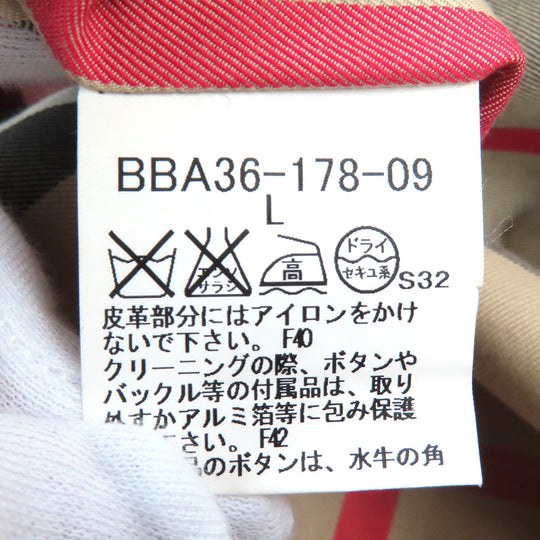 BBA36-178-09
L
エンソ
サラシ
高
ドライ
セキユ系
S32
皮革部分にはアイロンをかけ
ないで下さい。F40
クリーニングの際、ボタンや
バックル等の付属品は、取り
外すかアルミ箔等に包み保護
さい。F42
品のボタンは、水牛の角